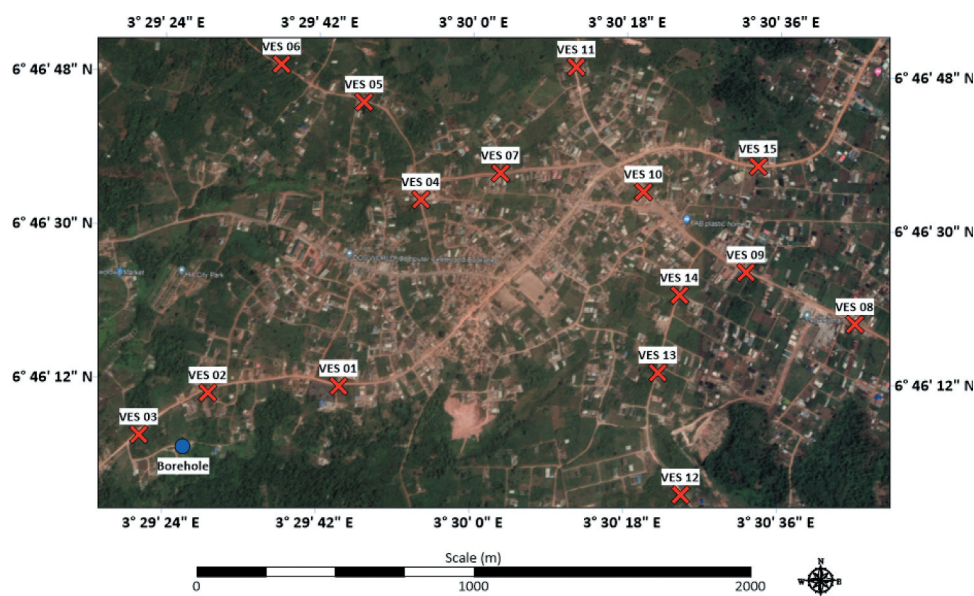 3° 29' 24" E
3° 29' 42" E
3° 30' 0" E
3° 30' 18" E
3° 30' 36" E
VES 06
VES 11
6° 46' 48" N
6° 46' 48" N
VES 05
VES 15
VES 07
VES 10
VES 04
6° 46' 30" N
6° 46' 30" N
VES 09
Market
City Park
VES 14
VES 08
VES 13
VES 01
6° 46' 12" N
6° 46' 12" N
VES 02
VES 03
Borehole
VES 12
3° 29' 24" E
3° 29' 42" E
3° 30' 0" E
3° 30' 18" E
3° 30' 36" E
Scale (m)
0
1000
2000
N
W
E
S